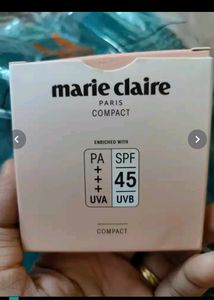 marie claire
PARIS
COMPACT
ENRICHED WITH
PA SPF
+
+ 45
+
UVA UVB
COMPACT